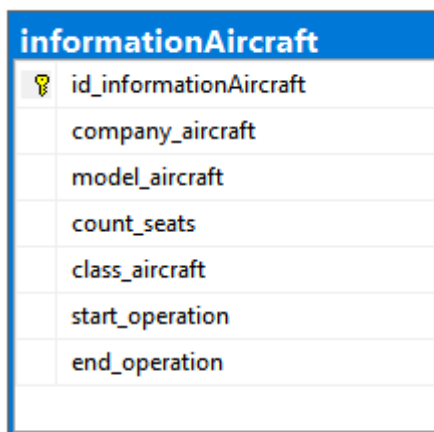 informationAircraft
id_informationAircraft
company_aircraft
model_aircraft
count_seats
class_aircraft
start_operation
end_operation